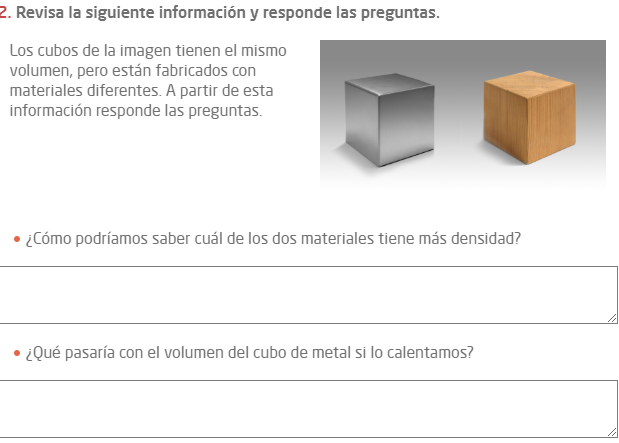 2. Revisa la siguiente información y responde las preguntas.
Los cubos de la imagen tienen el mismo
volumen, pero están fabricados con
materiales diferentes. A partir de esta
información responde las preguntas.
• ¿Cómo podríamos saber cuál de los dos materiales tiene más densidad?
• ¿Qué pasaría con el volumen del cubo de metal si lo calentamos?